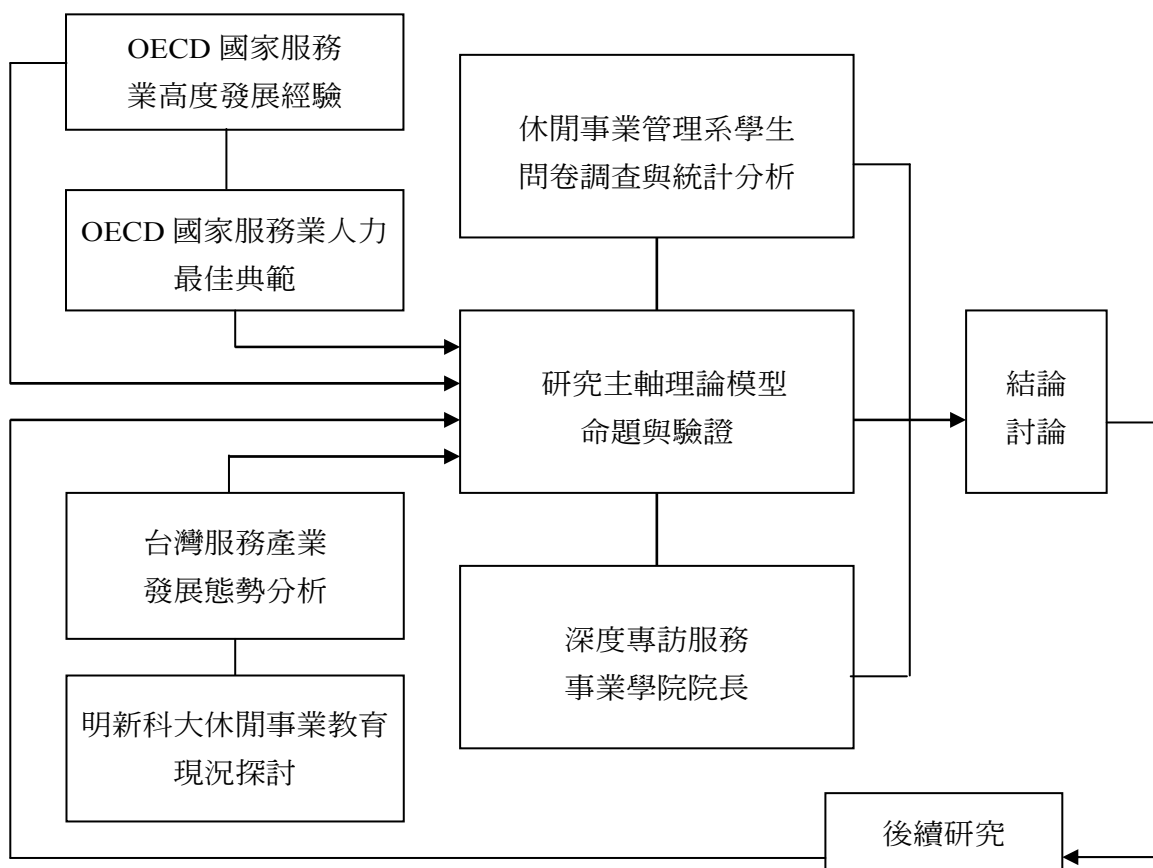 OECD 國家服務
業高度發展經驗
OECD 國家服務業人力
最佳典範
休閒事業管理系學生
問卷調查與統計分析
研究主軸理論模型
命題與驗證
結論
討論
台灣服務產業
發展態勢分析
明新科大休閒事業教育
現況探討
深度專訪服務
事業學院院長
後續研究